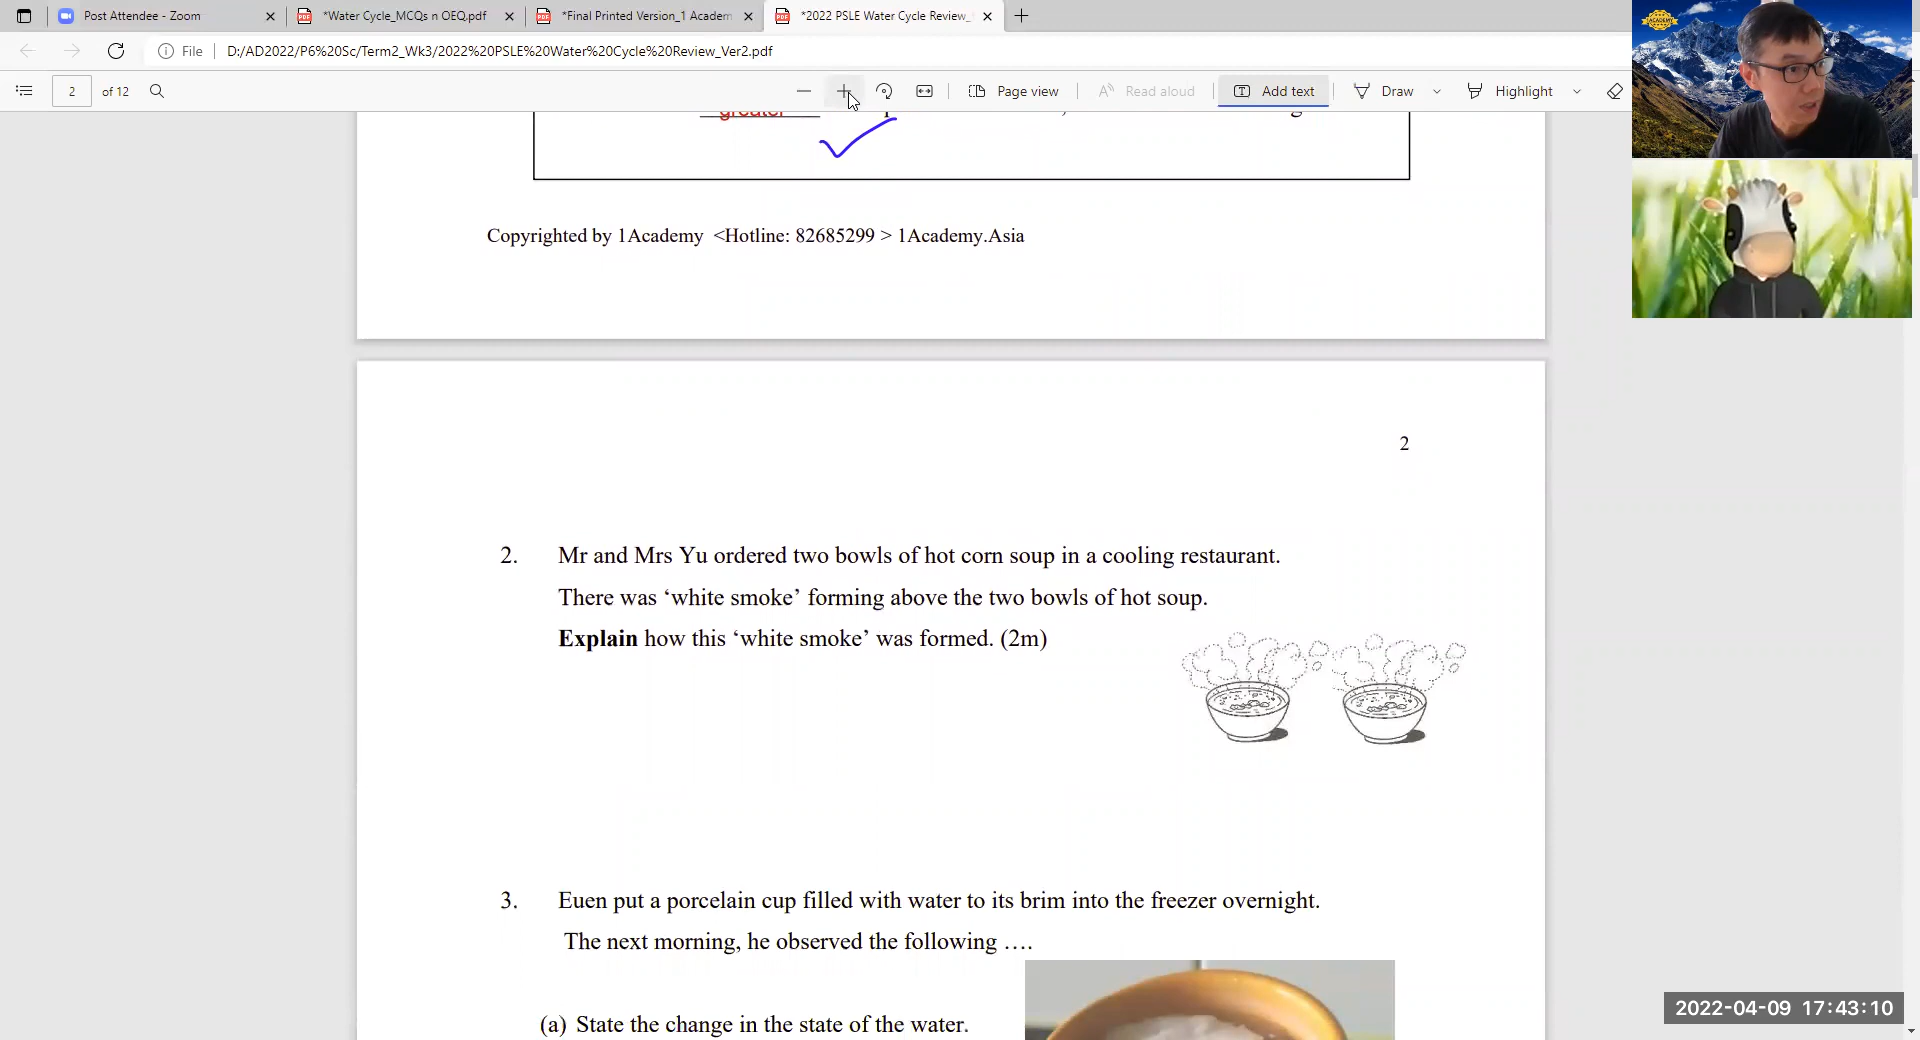 Post Attendee - Zoom
*Water Cycle_MCQs n OEQ.pdf
*Final Printed Version_1 Academ
*2022 PSLE Water Cycle Review_
File
D:/AD2022/P6%20Sc/Term2_Wk3/2022%20PSLE%20Water%20Cycle%20Review_Ver2.pdf
2 of 12
Page view
Read aloud
Add text
Draw
Highlight
greater
Copyrighted by 1Academy <Hotline: 82685299 > 1Academy.Asia
2
2. Mr and Mrs Yu ordered two bowls of hot corn soup in a cooling restaurant.
There was ‘white smoke’ forming above the two bowls of hot soup.
Explain how this ‘white smoke’ was formed. (2m)
3. Euen put a porcelain cup filled with water to its brim into the freezer overnight.
The next morning, he observed the following ….
(a) State the change in the state of the water.
ACADEMY
2022-04-09 17:43:10